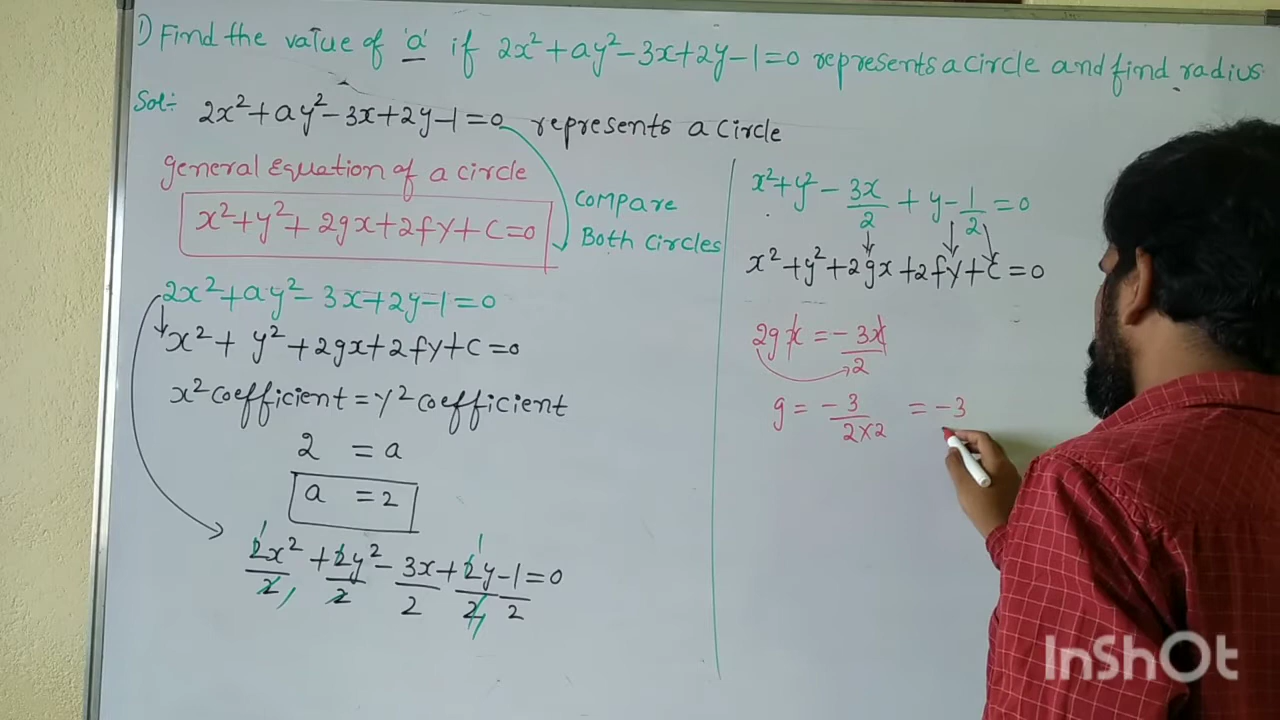 1) Find the value of 'a' if 2x² + ay² - 3x + 2y - 1 = 0 represents a circle and find radius.
Sol:- 2x² + ay² - 3x + 2y - 1 = 0 represents a circle
general Equation of a circle
x² + y² + 2gx + 2fy + c = 0
compare
Both circles
2x² + ay² - 3x + 2y - 1 = 0
x² + y² + 2gx + 2fy + c = 0
x² coefficient = y² coefficient
2 = a
a = 2
2x²/2 + 2y²/2 - 3x/2 + 2y/2 - 1/2 = 0
1 1
x² + y² - 3x/2 + y - 1/2 = 0
x² + y² + 2gx + 2fy + c = 0
2gx = -3x/2
g = -3/2×2 = -3
InShOt